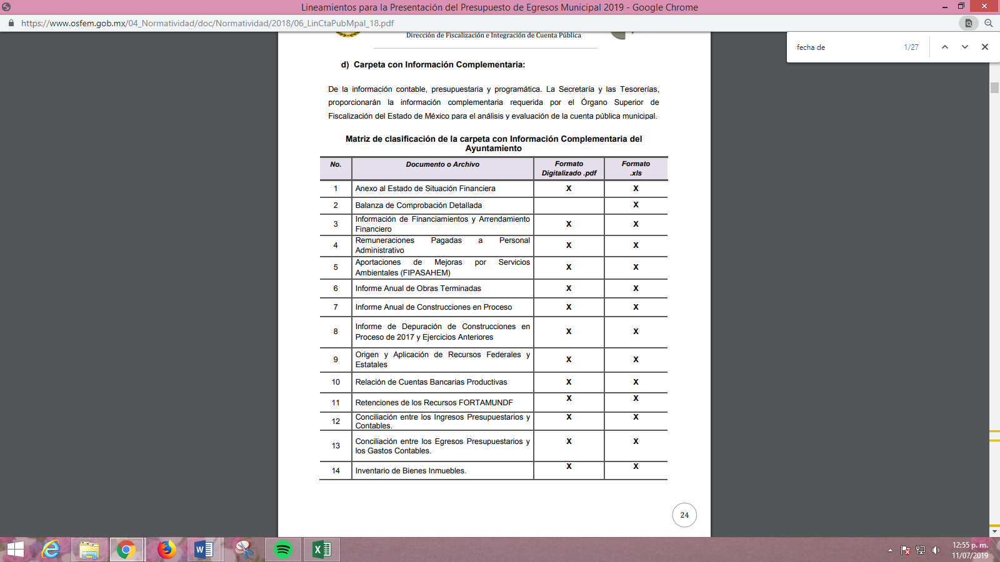 Lineamientos para la Presentación del Presupuesto de Egresos Municipal 2019 - Google Chrome
https://www.osfem.gob.mx/04_Normatividad/doc/Normatividad/2018/06_LinCtaPubMpal_18.pdf
fecha de 1/27
Dirección de Fiscalización e Integración de Cuenta Pública
d) Carpeta con Información Complementaria:
De la información contable, presupuestaria y programática. La Secretaría y las Tesorerías,
proporcionarán la información complementaria requerida por el Órgano Superior de
Fiscalización del Estado de México para el análisis y evaluación de la cuenta pública municipal.
Matriz de clasificación de la carpeta con Información Complementaria del
Ayuntamiento
No. Documento o Archivo Formato Digitalizado .pdf Formato .xls
1 Anexo al Estado de Situación Financiera X X
2 Balanza de Comprobación Detallada X
3 Información de Financiamientos y Arrendamiento
Financiero X X
4 Remuneraciones Pagadas a Personal
Administrativo X X
5 Aportaciones de Mejoras por Servicios
Ambientales (FIPASAHEM) X X
6 Informe Anual de Obras Terminadas X X
7 Informe Anual de Construcciones en Proceso X X
8 Informe de Depuración de Construcciones en
Proceso de 2017 y Ejercicios Anteriores X X
9 Origen y Aplicación de Recursos Federales y
Estatales X X
10 Relación de Cuentas Bancarias Productivas X X
11 Retenciones de los Recursos FORTAMUNDF X X
12 Conciliación entre los Ingresos Presupuestarios y
Contables. X X
13 Conciliación entre los Egresos Presupuestarios y
los Gastos Contables. X X
14 Inventario de Bienes Inmuebles. X X
24
12:55 p. m.
11/07/2019